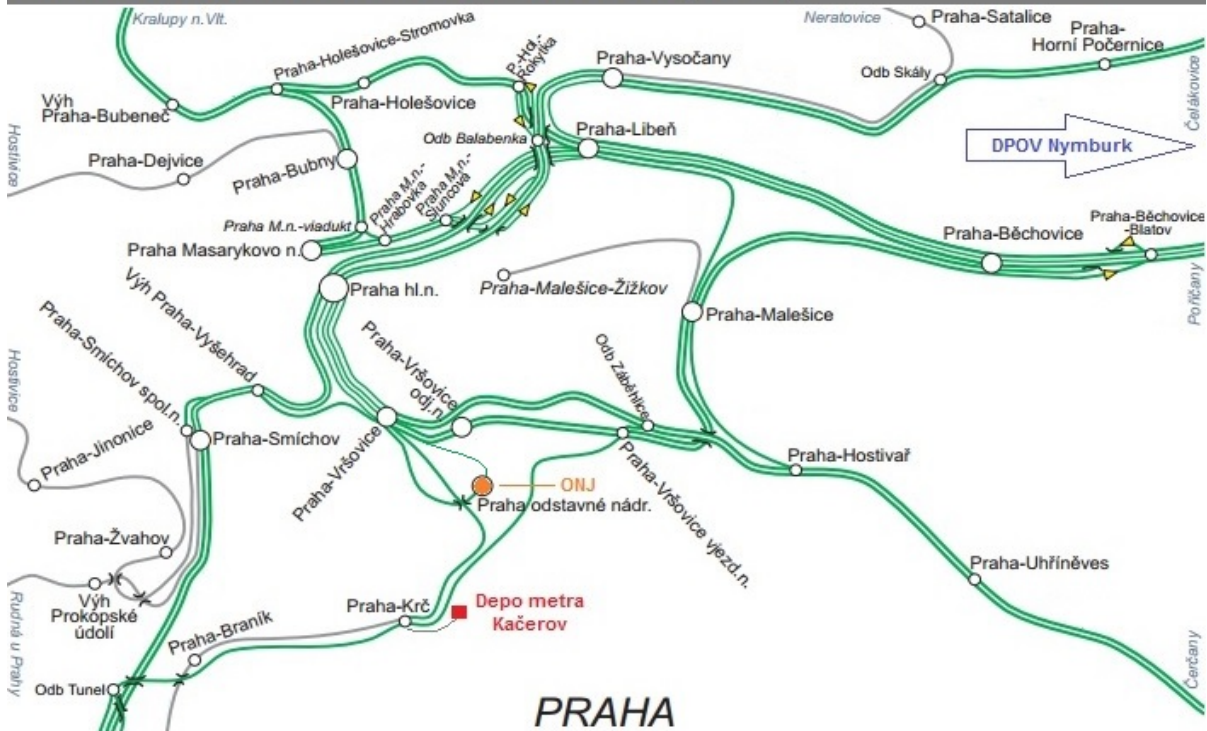 Kralupy n.Vlt.
Neratovice
Praha-Satalice
Praha-
Horní Počernice
Praha-Holešovice-Stromovka
P.-Hol.-
Rokytka
Praha-Vysočany
Odb Skály
Čelákovice
Výh
Praha-Bubeneč
Praha-Holešovice
Odb Balabenka
Praha-Libeň
DPOV Nymburk
Hostivice
Praha-Dejvice
Praha-Bubny
Praha M.n.-
Hrabovka
Praha M.n.-
Sluncová
Praha M.n.-viadukt
Praha Masarykovo n.
Praha-Běchovice
Praha-Běchovice
-Blatov
Poříčany
Výh Praha-Vyšehrad
Praha hl.n.
Praha-Malešice-Žižkov
Praha-Malešice
Praha-Smíchov spol.n.
Praha-Vršovice
odj.n.
Odb Záběhlice
Hostivice
Praha-Jinonice
Praha-Smíchov
Praha-Vršovice
Praha-Hostivař
ONJ
Praha odstavné nádr.
Praha-Vršovice vjezd.n.
Praha-Žvahov
Praha-Uhříněves
Výh
Prokopské
údolí
Rudná u Prahy
Praha-Krč
Depo metra
Kačerov
Praha-Braník
Odb Tunel
Čerčany
PRAHA